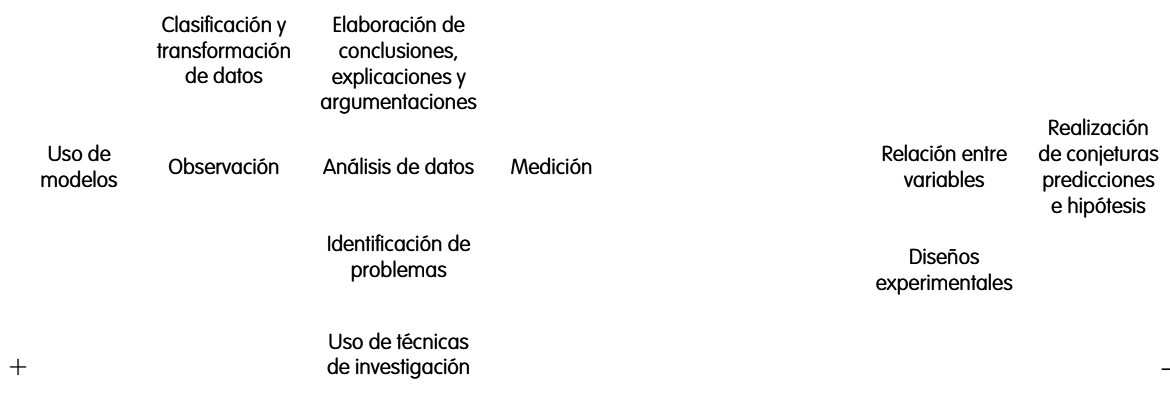 Clasificación y
transformación
de datos
Elaboración de
conclusiones,
explicaciones y
argumentaciones
Uso de
modelos
Observación
Análisis de datos
Medición
Relación entre
variables
Realización
de conjeturas
predicciones
e hipótesis
Identificación de
problemas
Diseños
experimentales
Uso de técnicas
de investigación
+
-